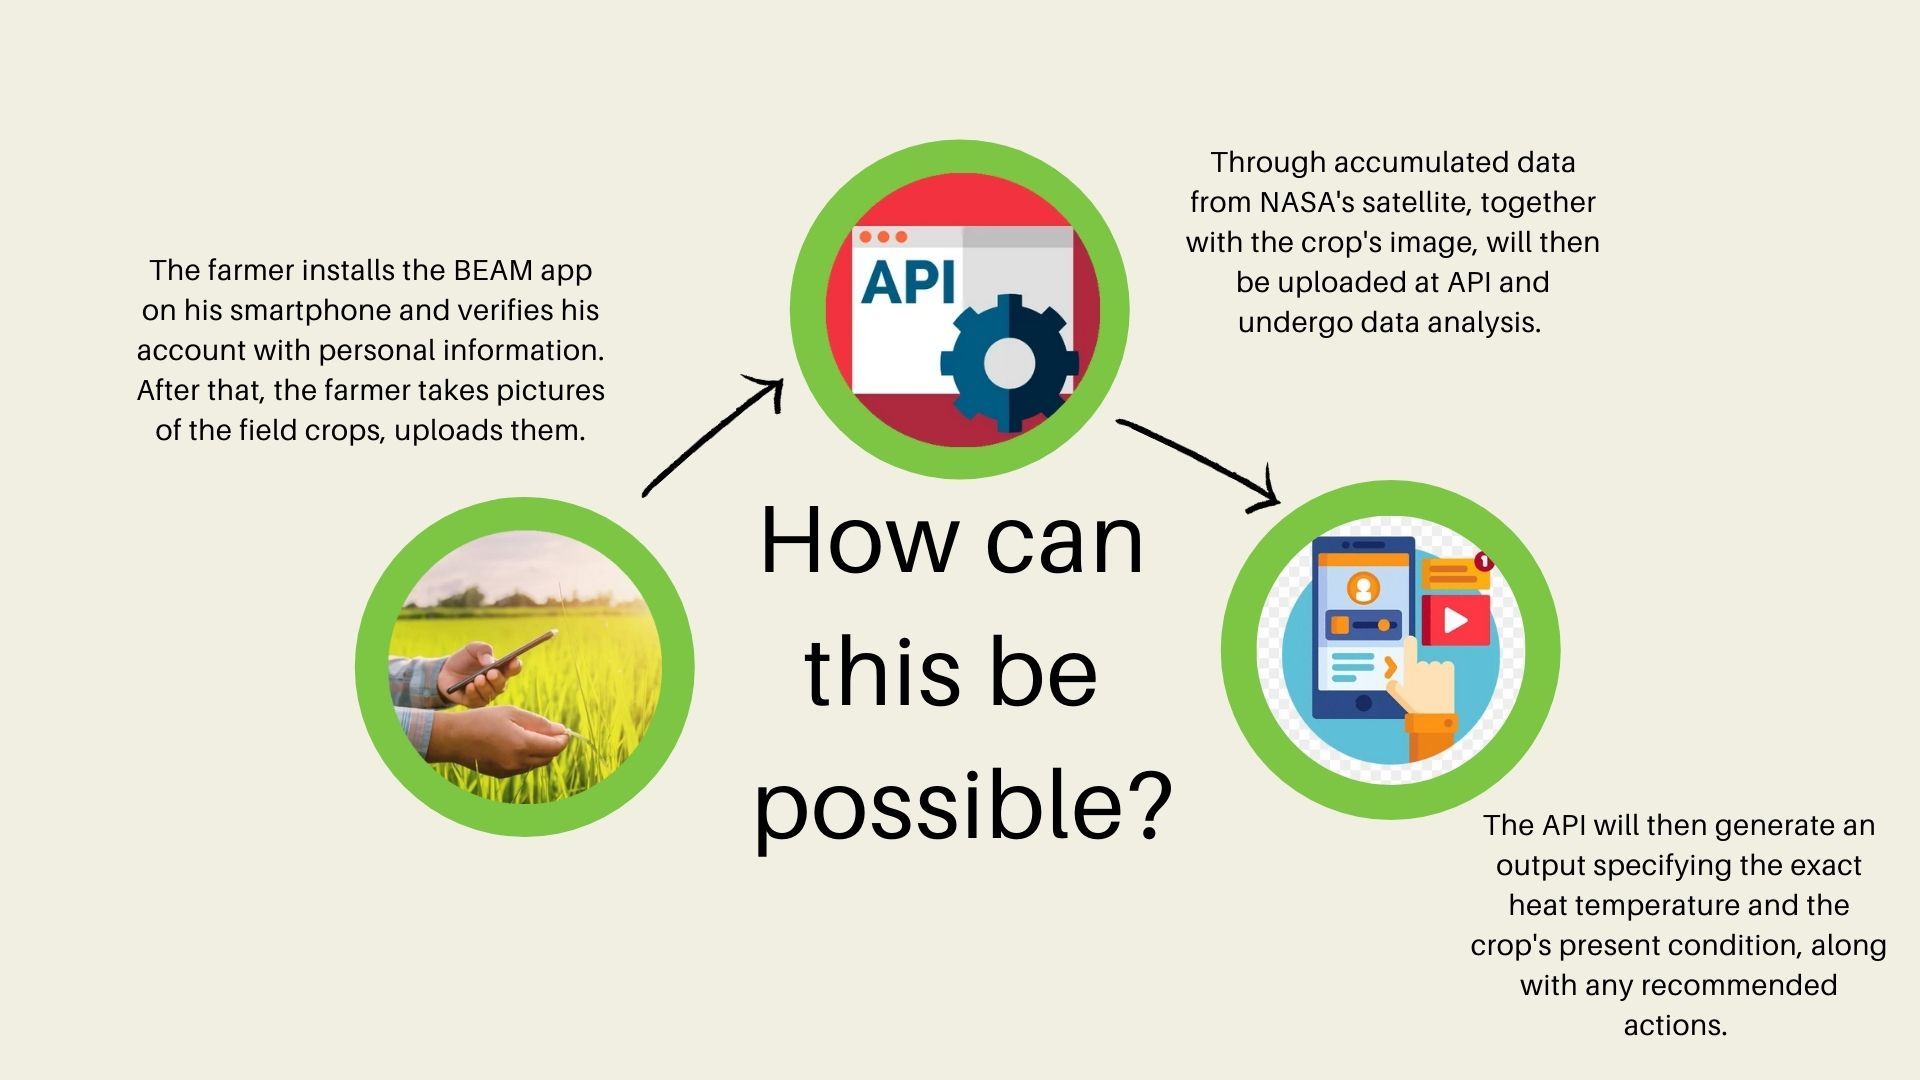 The farmer installs the BEAM app
on his smartphone and verifies his
account with personal information.
After that, the farmer takes pictures
of the field crops, uploads them.
API
Through accumulated data
from NASA's satellite, together
with the crop's image, will then
be uploaded at API and
undergo data analysis.
How can
this be
possible?
1
The API will then generate an
output specifying the exact
heat temperature and the
crop's present condition, along
with any recommended
actions.